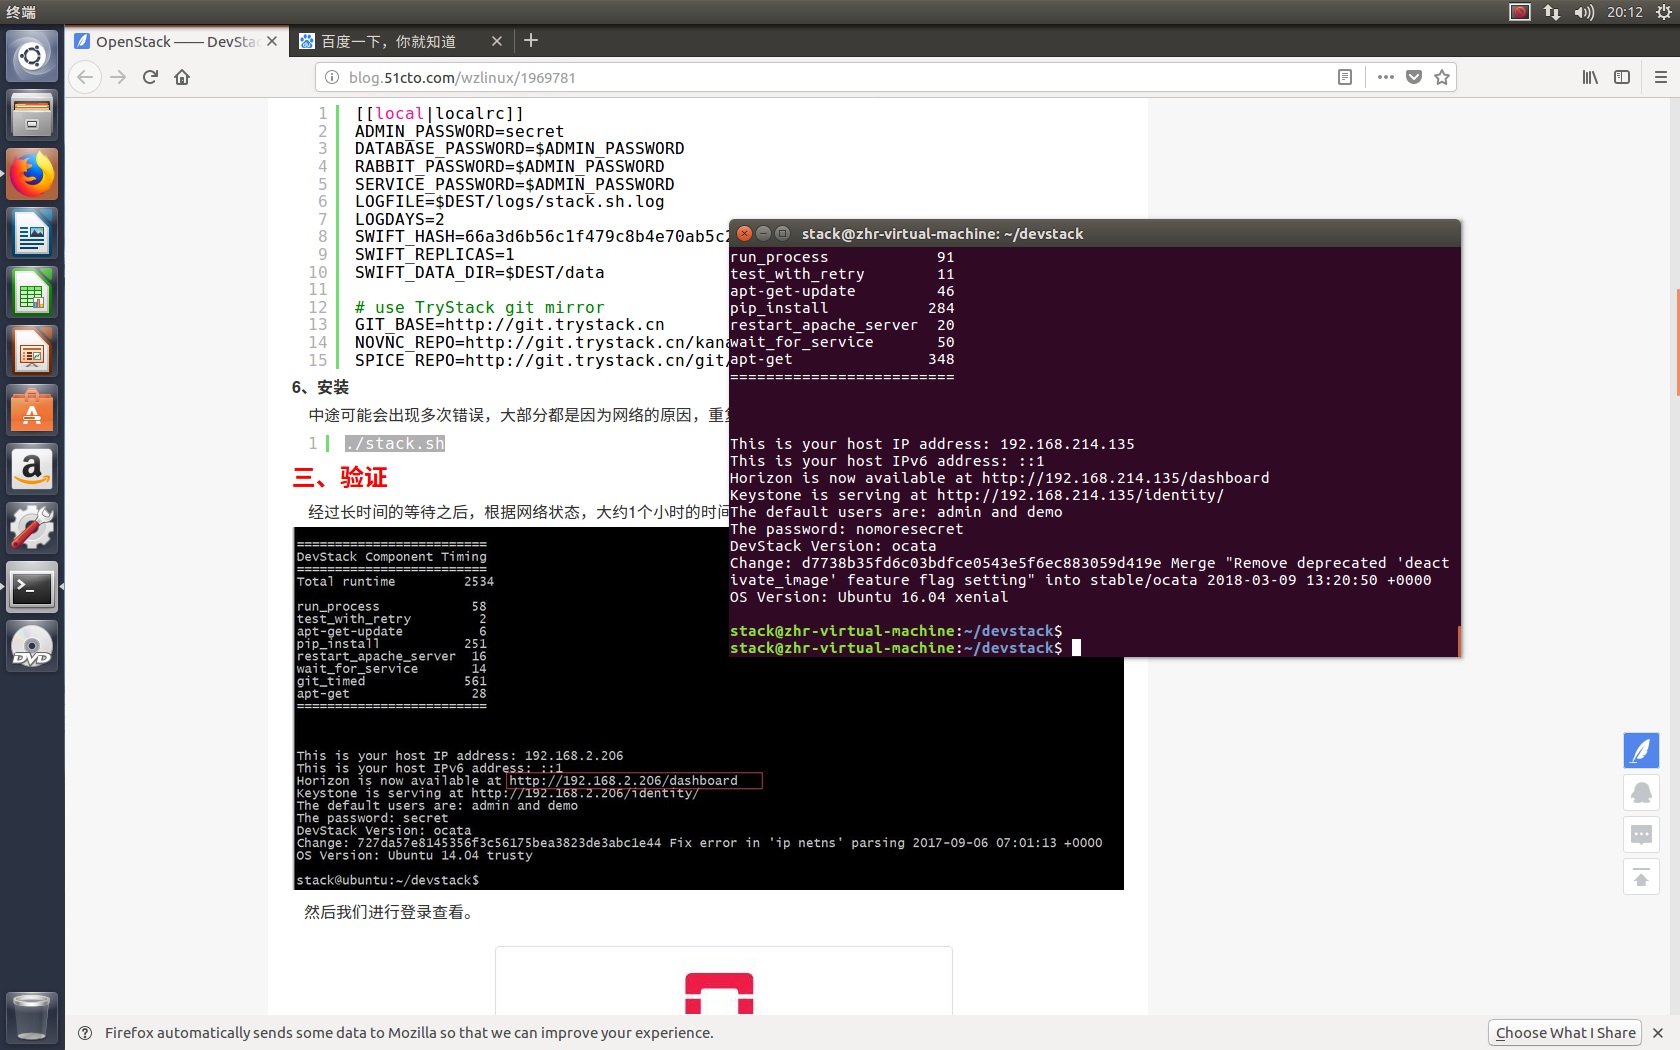 终端
20:12
OpenStack —— DevStac
百度一下，你就知道
blog.51cto.com/wzlinux/1969781
1 [[local|localrc]]
2 ADMIN_PASSWORD=secret
3 DATABASE_PASSWORD=$ADMIN_PASSWORD
4 RABBIT_PASSWORD=$ADMIN_PASSWORD
5 SERVICE_PASSWORD=$ADMIN_PASSWORD
6 LOGFILE=$DEST/logs/stack.sh.log
7 LOGDAYS=2
8 SWIFT_HASH=66a3d6b56c1f479c8b4e70ab5c2
9 SWIFT_REPLICAS=1
10 SWIFT_DATA_DIR=$DEST/data
11
12 # use TryStack git mirror
13 GIT_BASE=http://git.trystack.cn
14 NOVNC_REPO=http://git.trystack.cn/kana
15 SPICE_REPO=http://git.trystack.cn/git/
6、安装
中途可能会出现多次错误，大部分都是因为网络的原因，重
1 ./stack.sh
三、验证
经过长时间的等待之后，根据网络状态，大约1个小时的时间
=========================
DevStack Component Timing
=========================
Total runtime 2534
run_process 58
test_with_retry 2
apt-get-update 6
pip_install 251
restart_apache_server 16
wait_for_service 14
git_timed 561
apt-get 28
=========================
This is your host IP address: 192.168.2.206
This is your host IPv6 address: ::1
Horizon is now available at http://192.168.2.206/dashboard
Keystone is serving at http://192.168.2.206/identity/
The default users are: admin and demo
The password: secret
DevStack Version: ocata
Change: 727da57e8145356f3c56175bea3823de3abc1e44 Fix error in 'ip netns' parsing 2017-09-06 07:01:13 +0000
OS Version: Ubuntu 14.04 trusty
stack@ubuntu:~/devstack$
然后我们进行登录查看。
stack@zhr-virtual-machine: ~/devstack
run_process 91
test_with_retry 11
apt-get-update 46
pip_install 284
restart_apache_server 20
wait_for_service 50
apt-get 348
=========================
This is your host IP address: 192.168.214.135
This is your host IPv6 address: ::1
Horizon is now available at http://192.168.214.135/dashboard
Keystone is serving at http://192.168.214.135/identity/
The default users are: admin and demo
The password: nomoresecret
DevStack Version: ocata
Change: d7738b35fd6c03bdfce0543e5f6ec883059d419e Merge "Remove deprecated 'deact
ivate_image' feature flag setting" into stable/ocata 2018-03-09 13:20:50 +0000
OS Version: Ubuntu 16.04 xenial
stack@zhr-virtual-machine:~/devstack$
stack@zhr-virtual-machine:~/devstack$
Firefox automatically sends some data to Mozilla so that we can improve your experience.
Choose What I Share